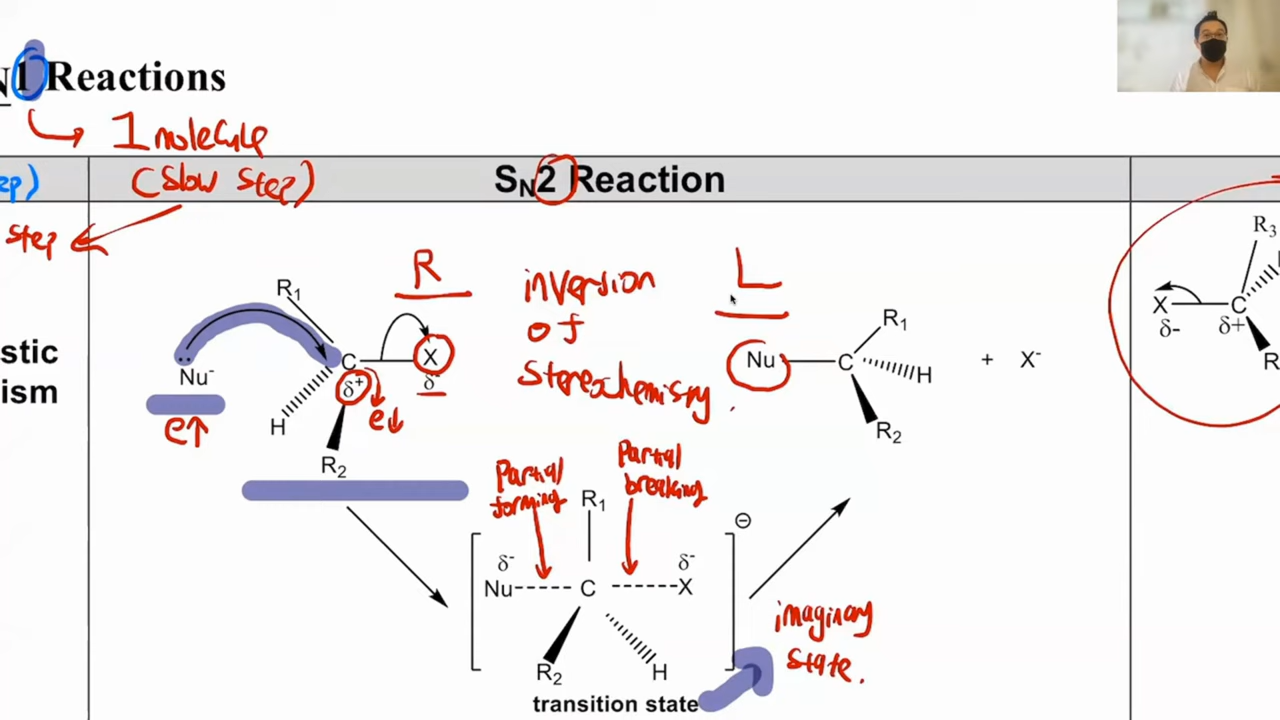 N1 Reactions
1 molecule
(slow step)
ep)
step
SN2 Reaction
stic
ism
R
inversion
of
stereochemistry.
L
R1
Nu-
C
X
δ+
δ-
H
R2
e↑
e↓
Nu
C
R1
H
R2
+ X-
R3
X
C
δ-
δ+
R
Partial
forming
Partial
breaking
R1
δ-
δ-
Nu
C
X
R2
H
⊖
transition state
imaginary
state.